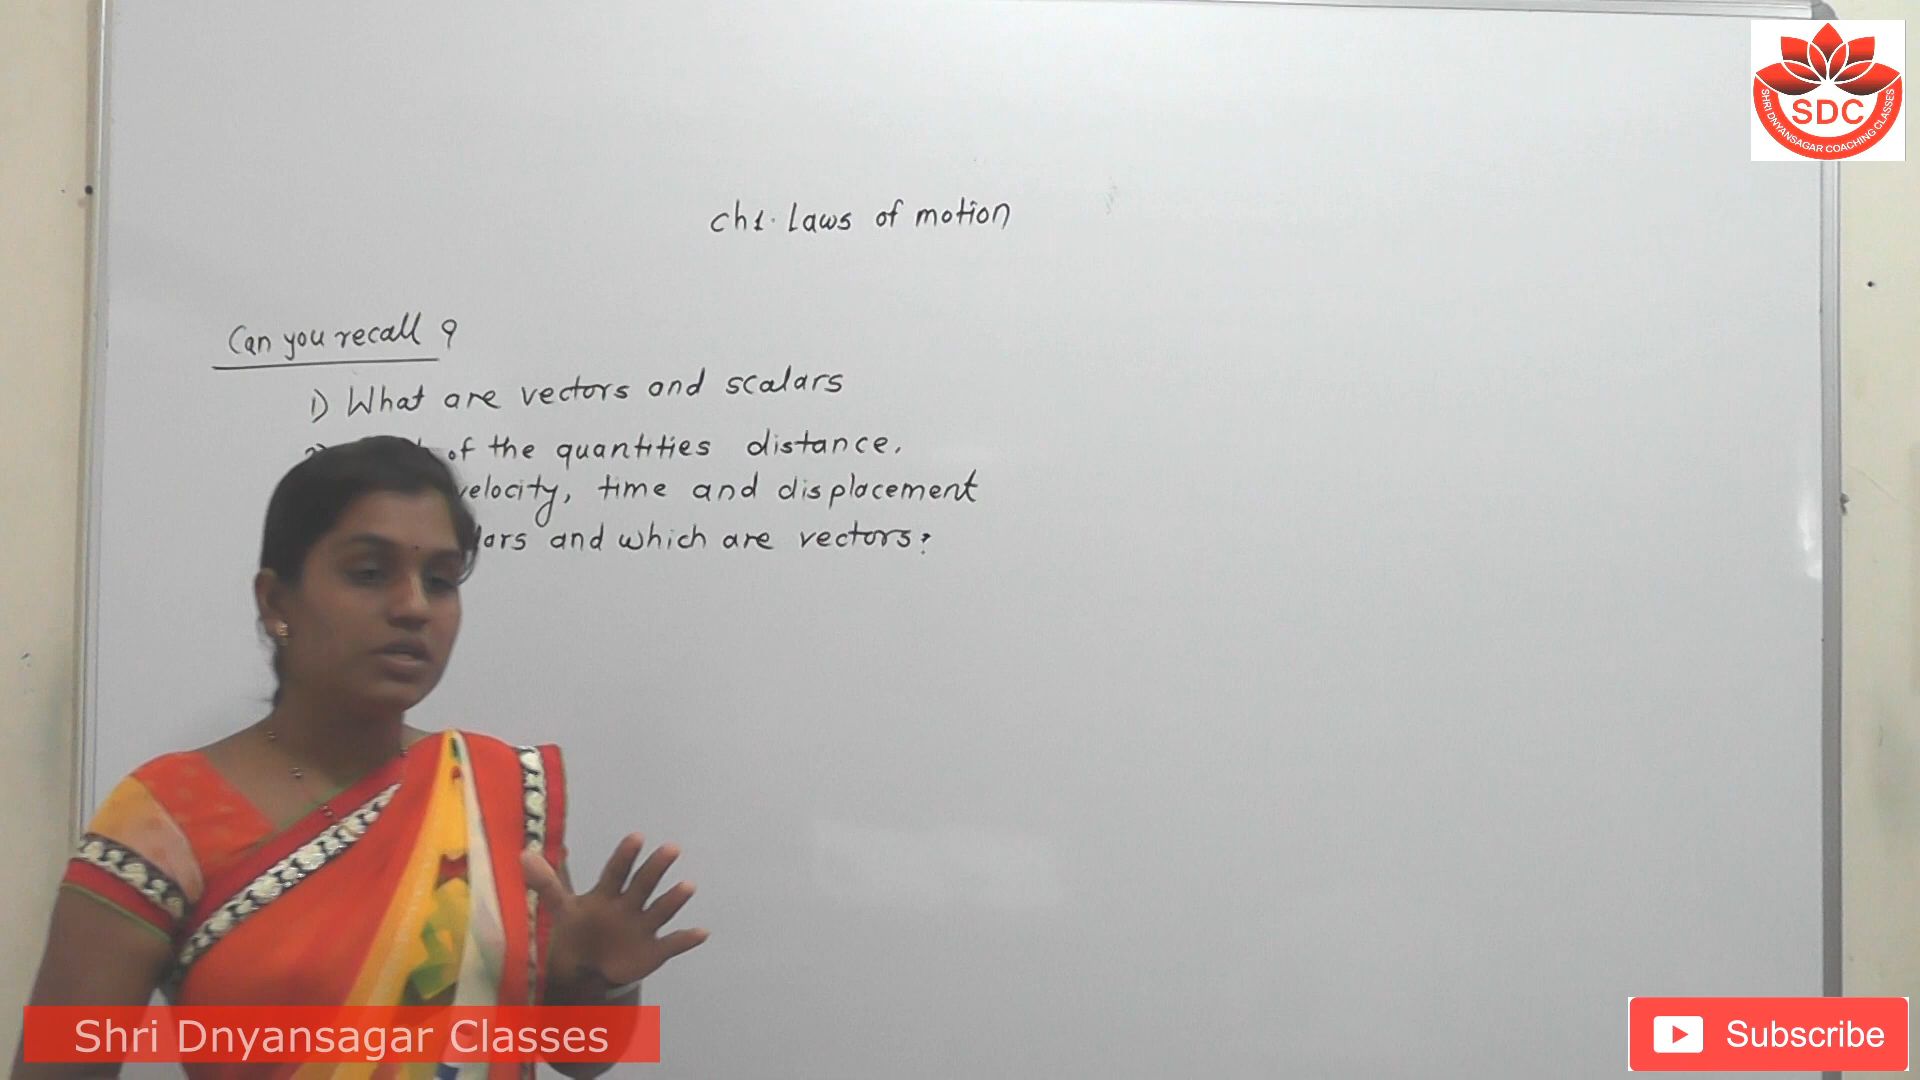 ch1. Laws of motion
Can you recall ?
1) What are vectors and scalars
of the quantities distance,
velocity, time and displacement
and which are vectors?
SDC
SHRI DNYANSAGAR COACHING CLASSES
Shri Dnyansagar Classes
Subscribe